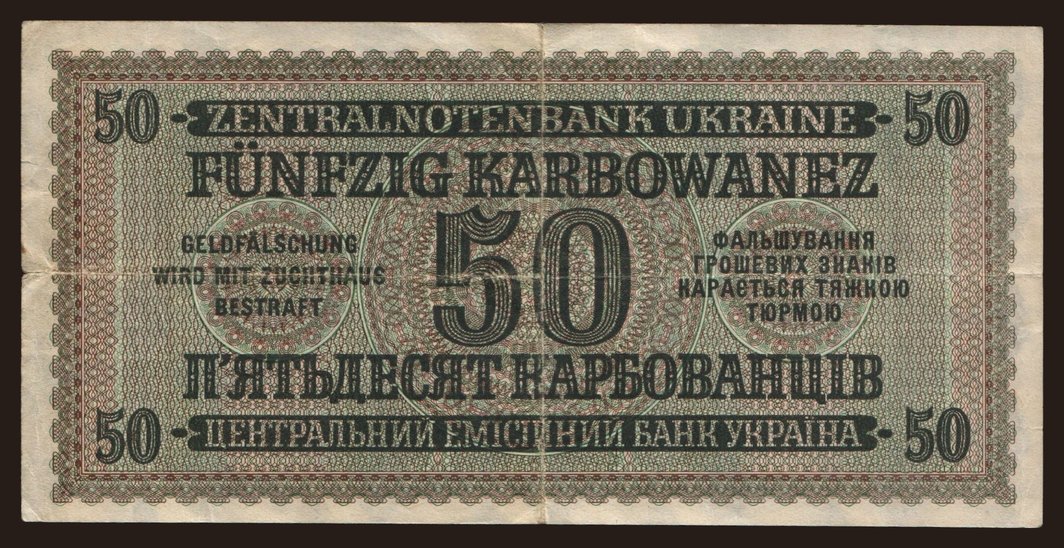 50 ZENTRALNOTENBANK UKRAINE 50
FÜNFZIG KARBOWANEZ
50
GELDFÄLSCHUNG
WIRD MIT ZUCHTHAUS
BESTRAFT
ФАЛЬШУВАННЯ
ГРОШЕВИХ ЗНАКІВ
КАРАЄТЬСЯ ТЯЖКОЮ
ТЮРМОЮ
П'ЯТЬДЕСЯТ КАРБОВАНЦІВ
50 ЦЕНТРАЛЬНИЙ ЕМІСІЙНИЙ БАНК УКРАЇНА 50